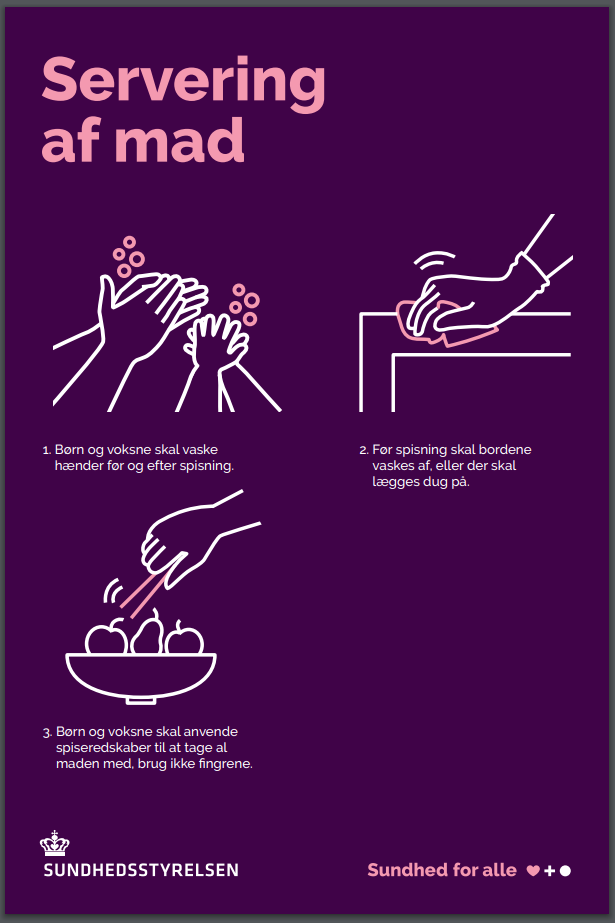 Servering
af mad
1. Børn og voksne skal vaske
hænder før og efter spisning.
2. Før spisning skal bordene
vaskes af, eller der skal
lægges dug på.
3. Børn og voksne skal anvende
spiseredskaber til at tage al
maden med, brug ikke fingrene.
SUNDHEDSSTYRELSEN
Sundhed for alle